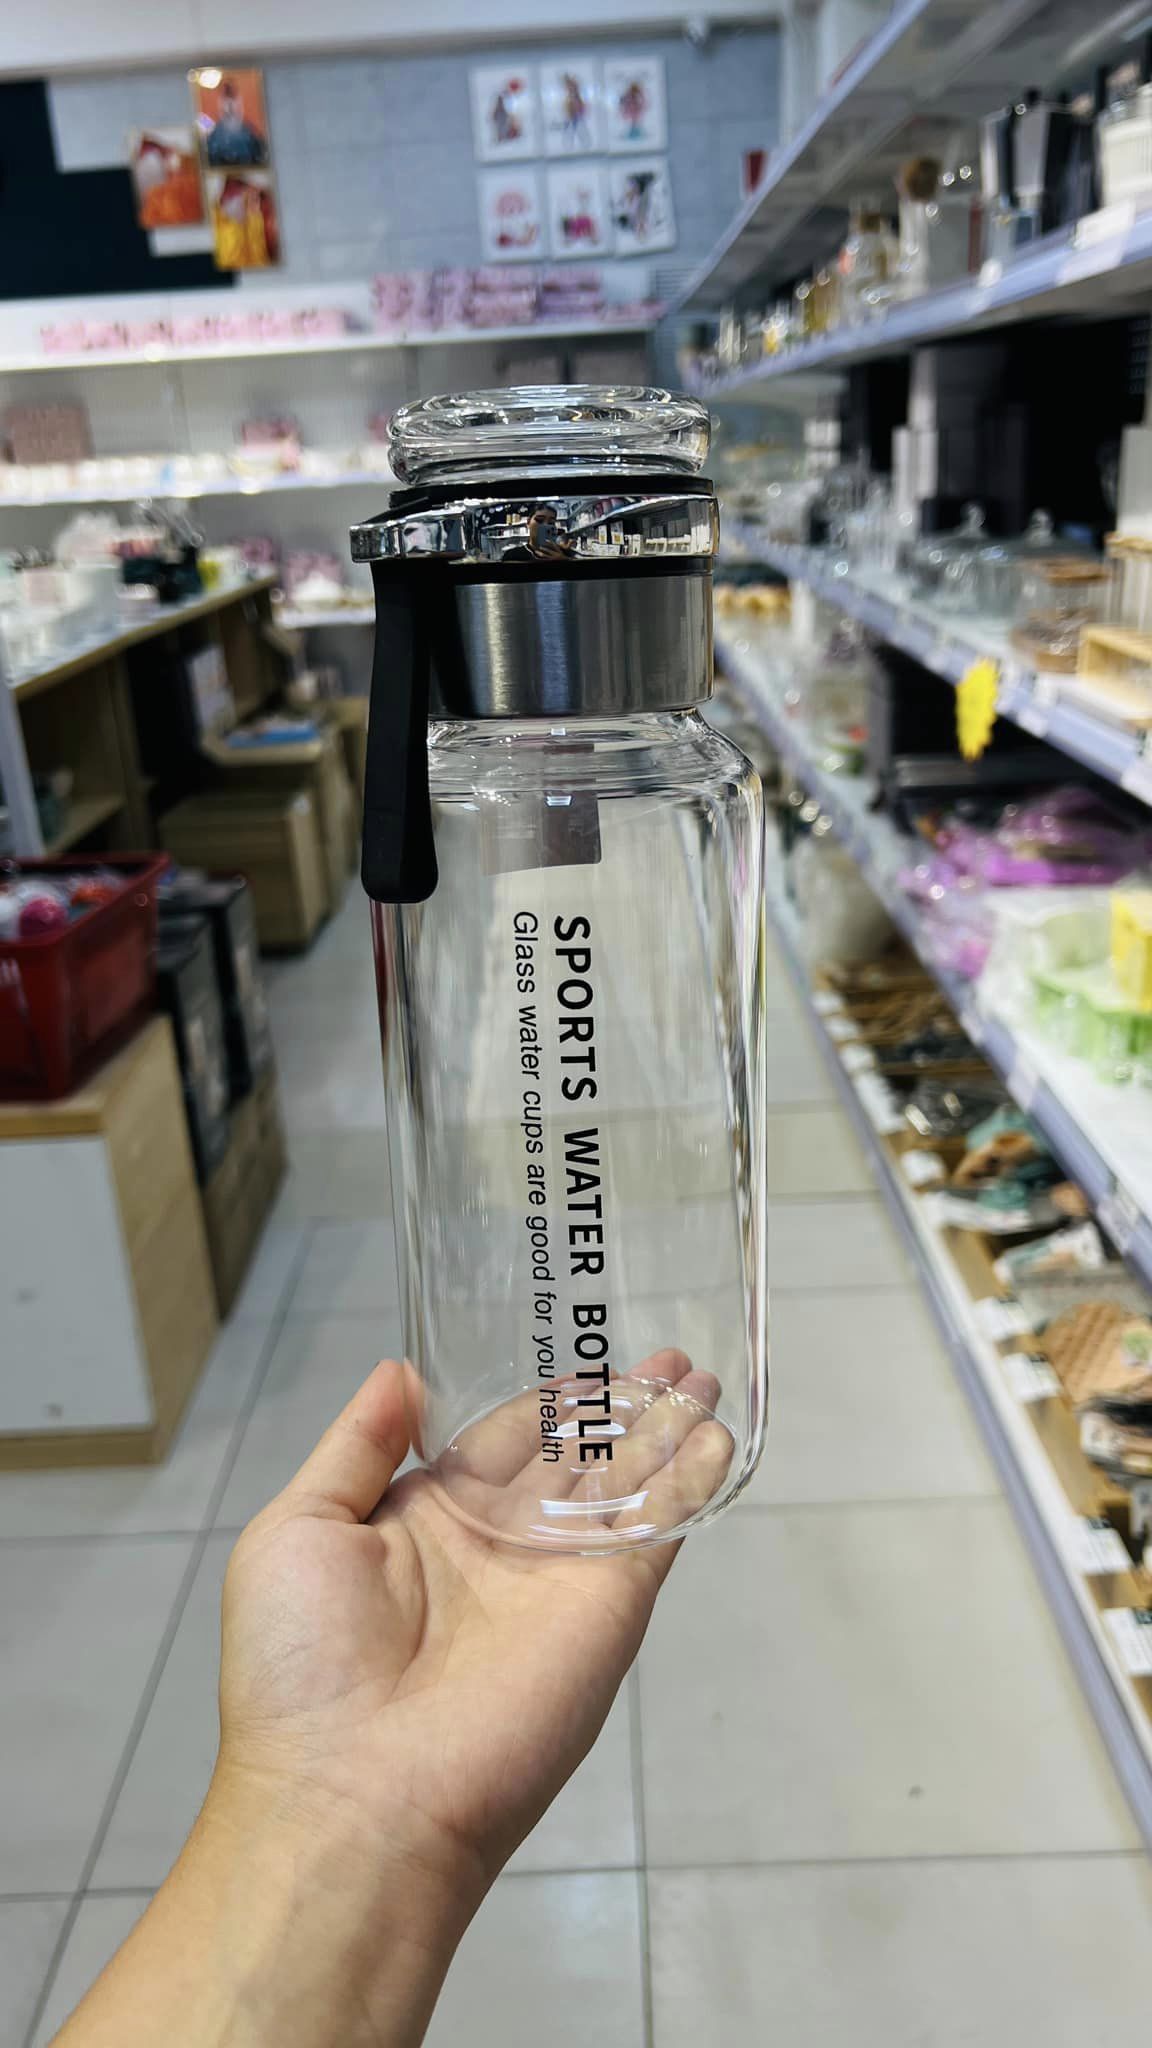 SPORTS WATER BOTTLE
Glass water cups are good for you health